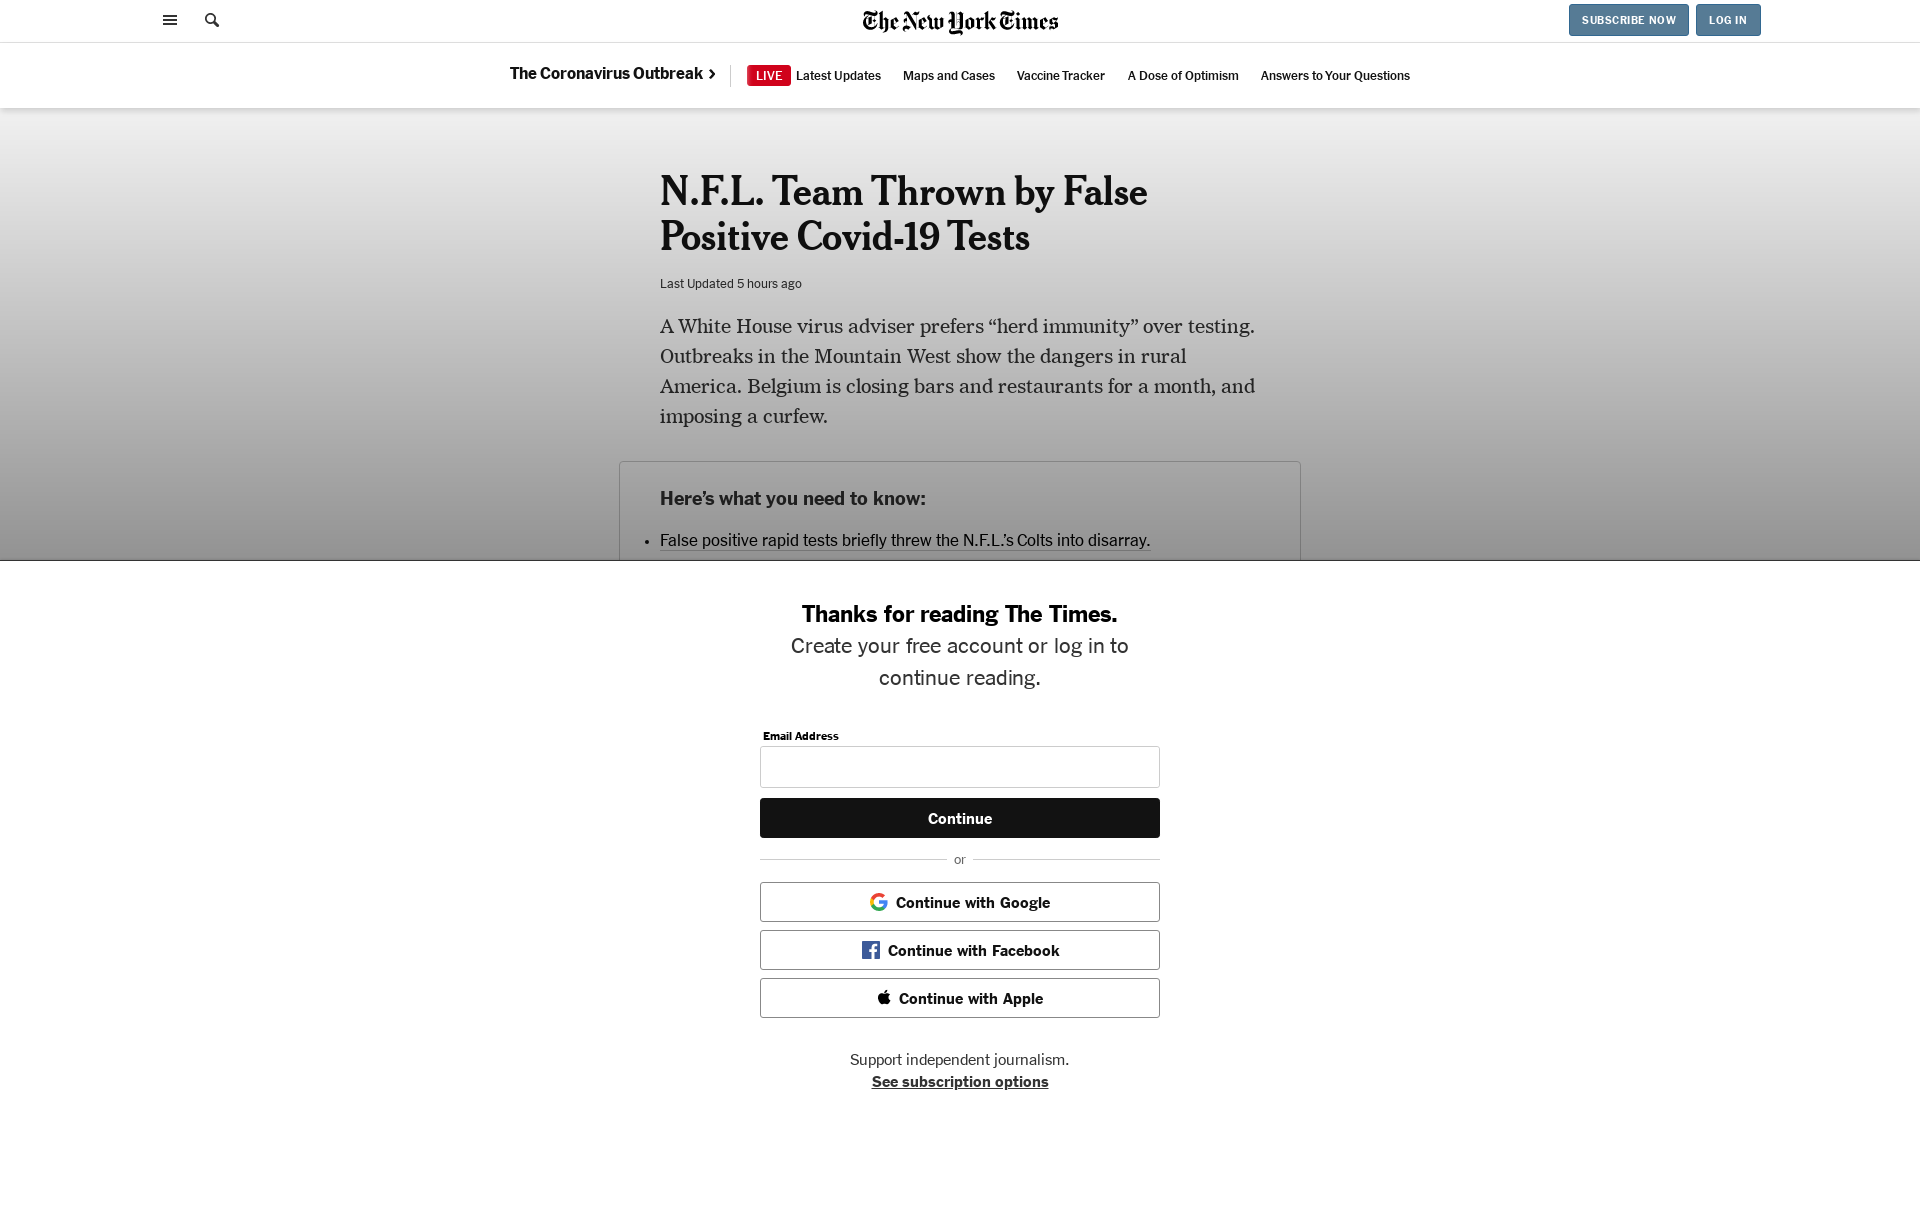 The New York Times
SUBSCRIBE NOW
LOG IN
The Coronavirus Outbreak
LIVE Latest Updates
Maps and Cases
Vaccine Tracker
A Dose of Optimism
Answers to Your Questions
N.F.L. Team Thrown by False
Positive Covid-19 Tests
Last Updated 5 hours ago
A White House virus adviser prefers “herd immunity” over testing.
Outbreaks in the Mountain West show the dangers in rural
America. Belgium is closing bars and restaurants for a month, and
imposing a curfew.
Here’s what you need to know:
• False positive rapid tests briefly threw the N.F.L.’s Colts into disarray.
Thanks for reading The Times.
Create your free account or log in to
continue reading.
Email Address
Continue
or
Continue with Google
Continue with Facebook
Continue with Apple
Support independent journalism.
See subscription options